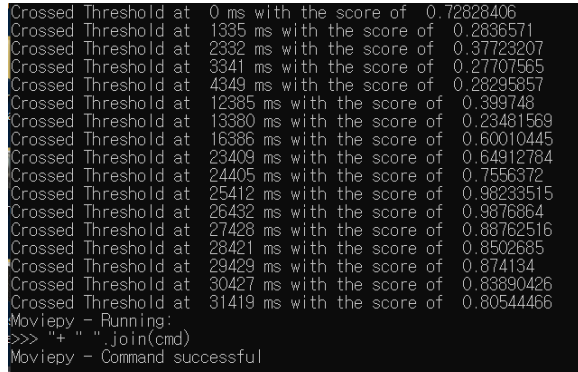 Crossed Threshold at  0 ms with the score of  0.72828406
Crossed Threshold at  1335 ms with the score of  0.2836571
Crossed Threshold at  2332 ms with the score of  0.37723207
Crossed Threshold at  3341 ms with the score of  0.27707565
Crossed Threshold at  4349 ms with the score of  0.28295857
Crossed Threshold at  12385 ms with the score of  0.399748
Crossed Threshold at  13380 ms with the score of  0.23481569
Crossed Threshold at  16386 ms with the score of  0.60010445
Crossed Threshold at  23409 ms with the score of  0.64912784
Crossed Threshold at  24405 ms with the score of  0.7556372
Crossed Threshold at  25412 ms with the score of  0.98233515
Crossed Threshold at  26432 ms with the score of  0.9876864
Crossed Threshold at  27428 ms with the score of  0.88762516
Crossed Threshold at  28421 ms with the score of  0.8502685
Crossed Threshold at  29429 ms with the score of  0.874134
Crossed Threshold at  30427 ms with the score of  0.83890426
Crossed Threshold at  31419 ms with the score of  0.80544466
Moviepy - Running:
>>> "+ " ".join(cmd)
Moviepy - Command successful